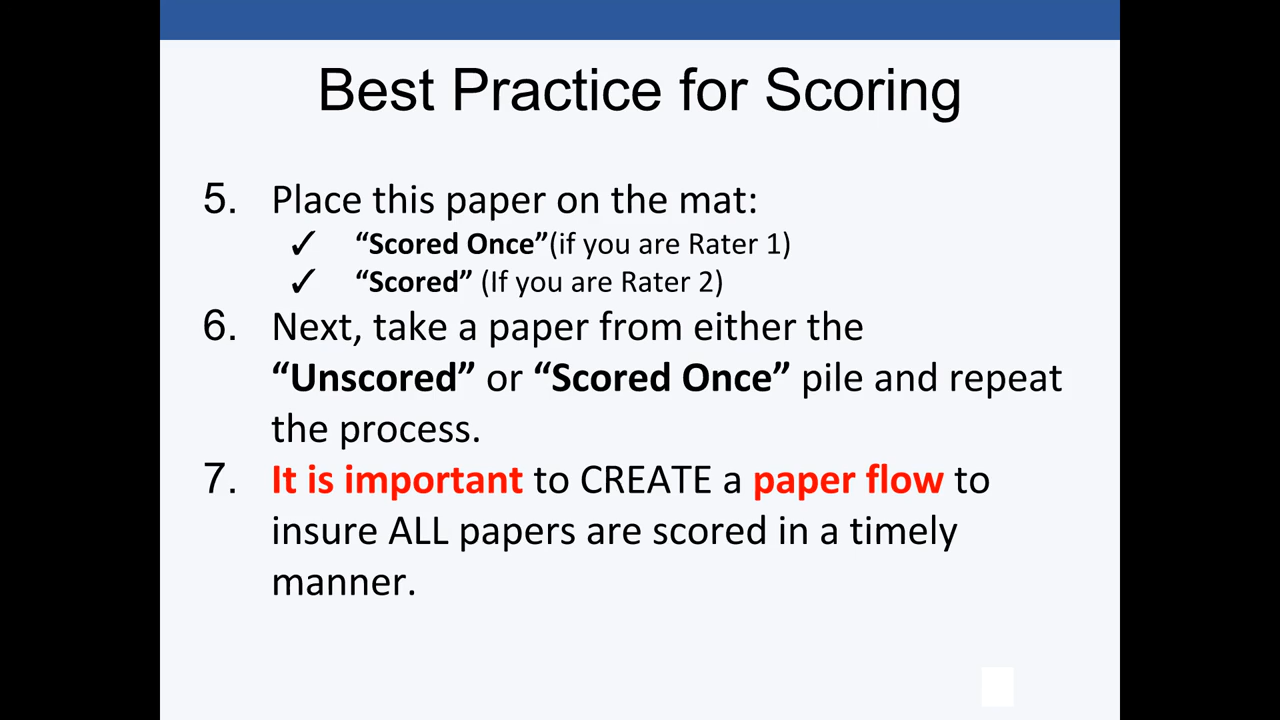 Best Practice for Scoring
5. Place this paper on the mat:
✓ “Scored Once”(if you are Rater 1)
✓ “Scored” (If you are Rater 2)
6. Next, take a paper from either the
“Unscored” or “Scored Once” pile and repeat
the process.
7. It is important to CREATE a paper flow to
insure ALL papers are scored in a timely
manner.